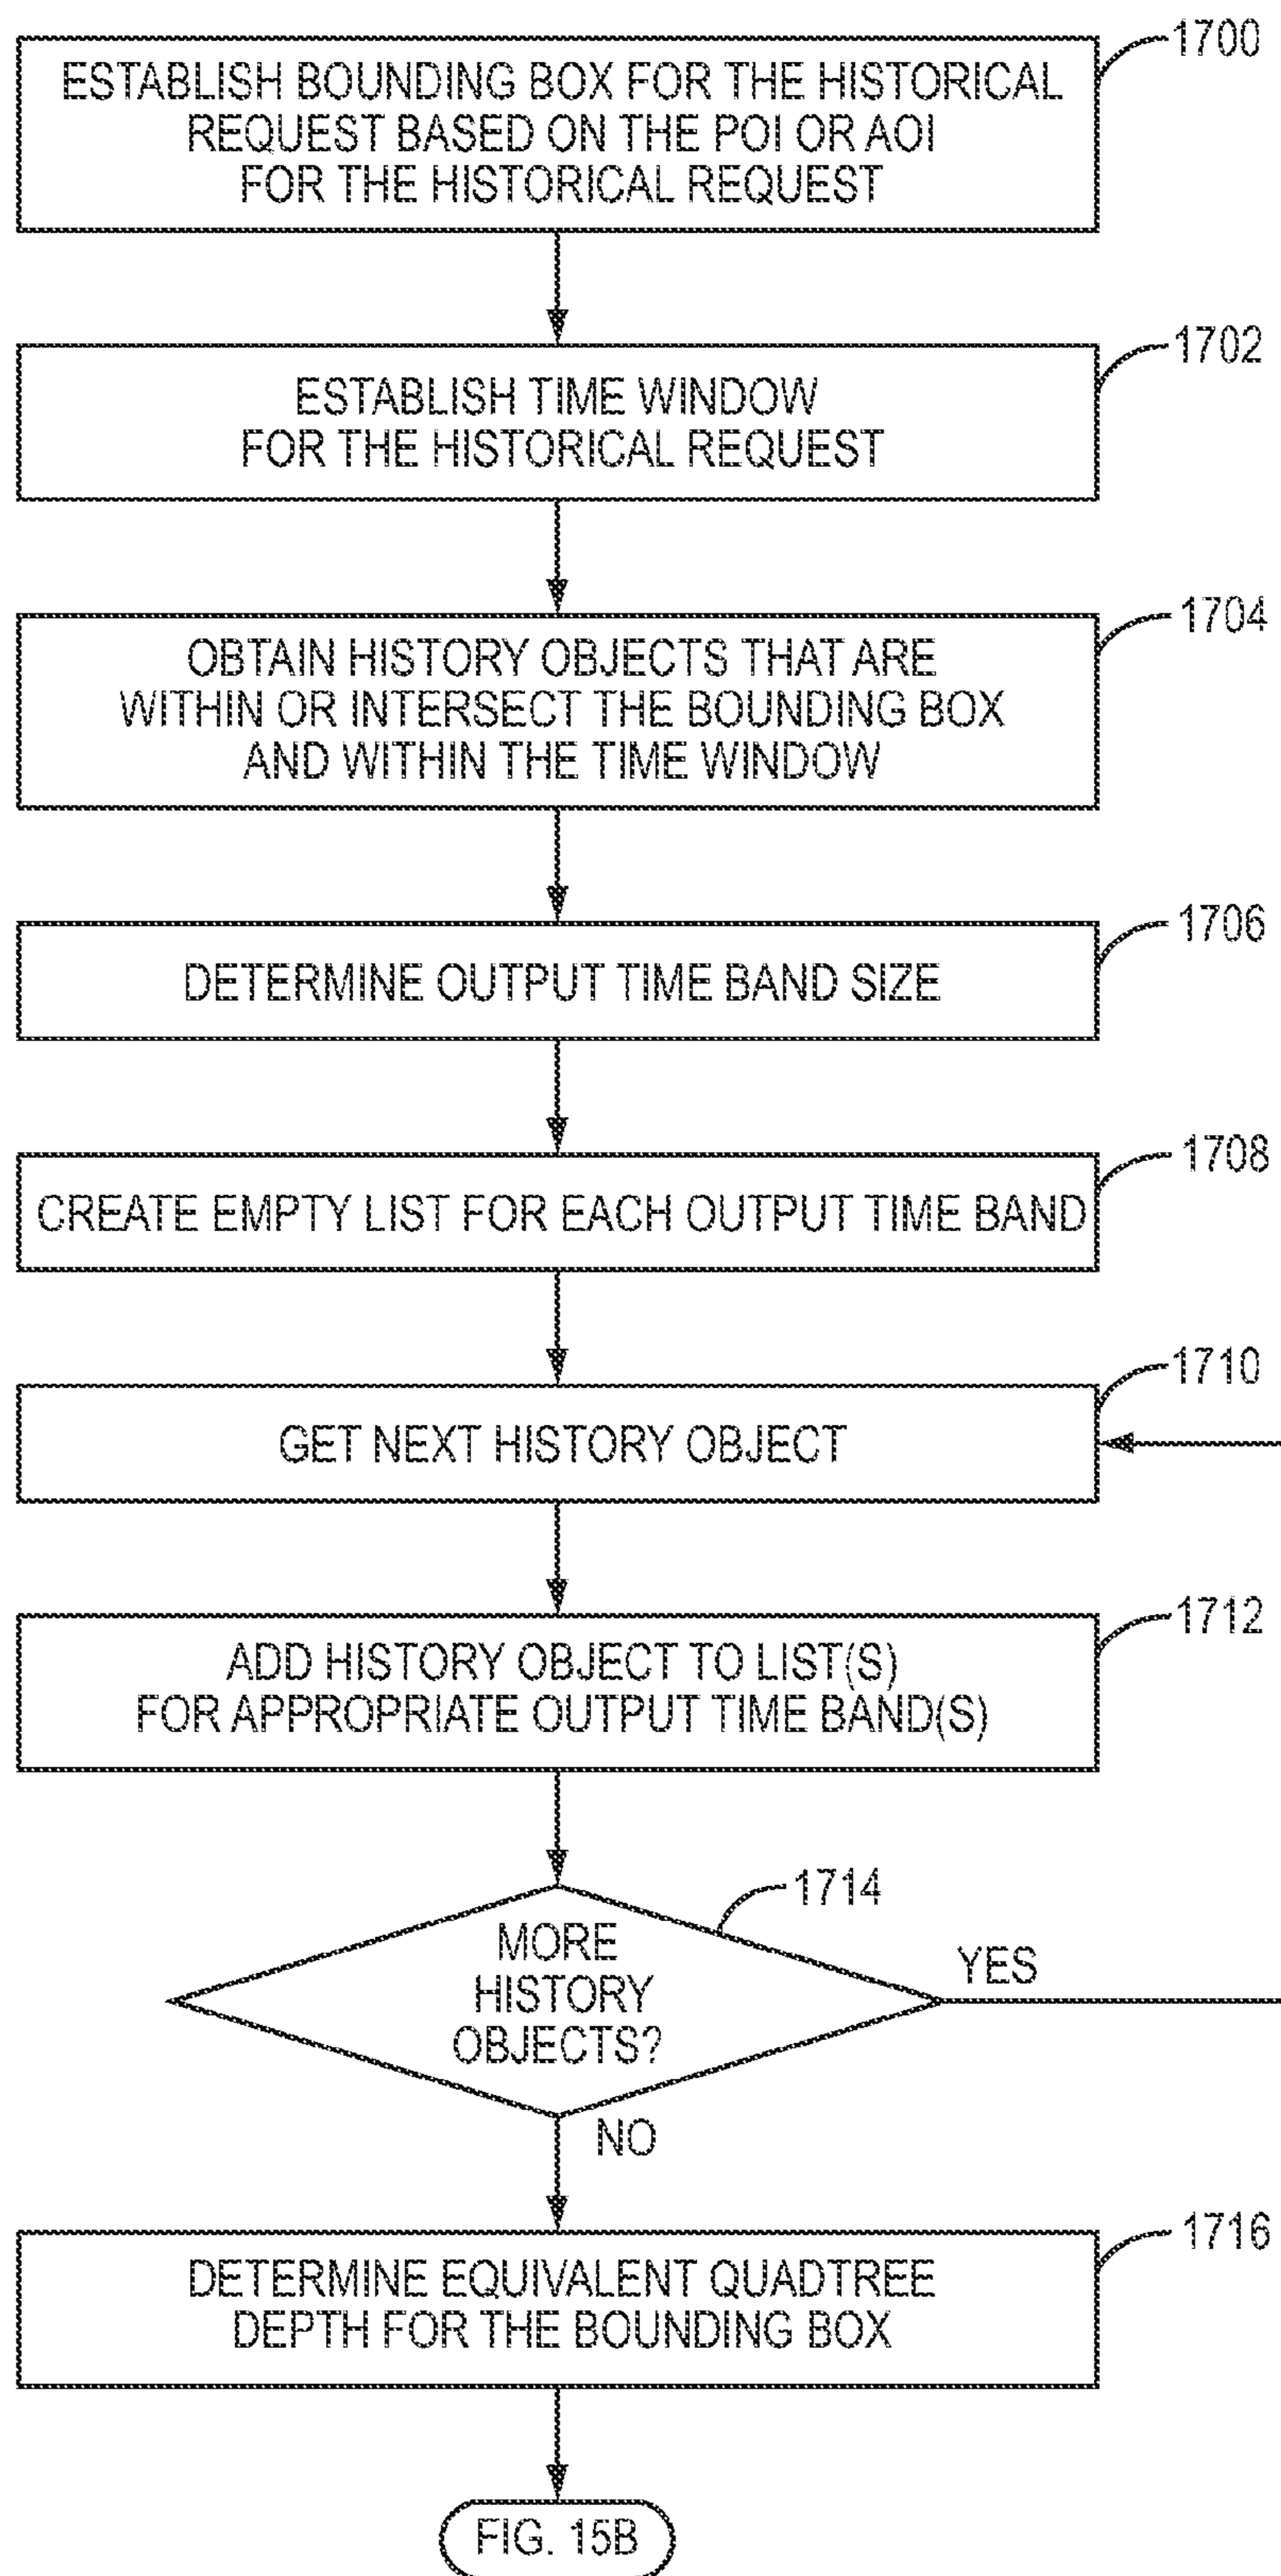 1700
ESTABLISH BOUNDING BOX FOR THE HISTORICAL
REQUEST BASED ON THE POI OR AOI
FOR THE HISTORICAL REQUEST
1702
ESTABLISH TIME WINDOW
FOR THE HISTORICAL REQUEST
1704
OBTAIN HISTORY OBJECTS THAT ARE
WITHIN OR INTERSECT THE BOUNDING BOX
AND WITHIN THE TIME WINDOW
1706
DETERMINE OUTPUT TIME BAND SIZE
1708
CREATE EMPTY LIST FOR EACH OUTPUT TIME BAND
1710
GET NEXT HISTORY OBJECT
1712
ADD HISTORY OBJECT TO LIST(S)
FOR APPROPRIATE OUTPUT TIME BAND(S)
1714
MORE
HISTORY
OBJECTS?
YES
NO
1716
DETERMINE EQUIVALENT QUADTREE
DEPTH FOR THE BOUNDING BOX
FIG. 15B